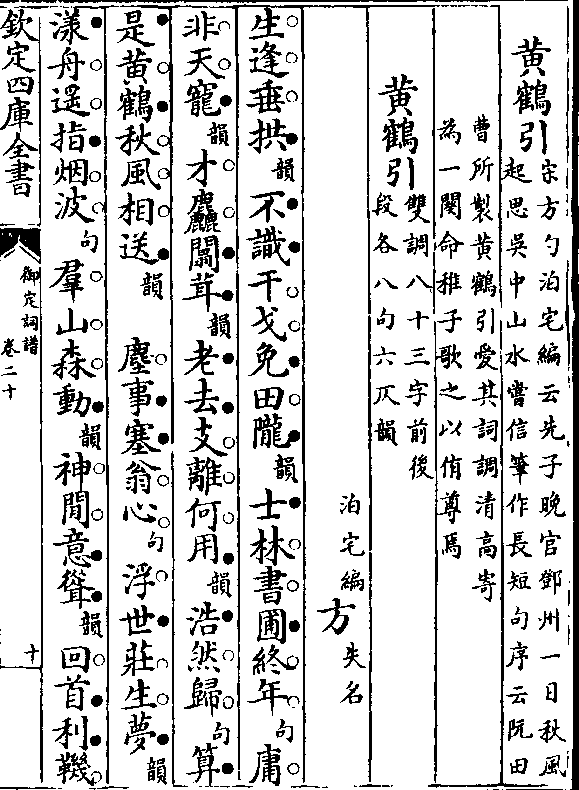 黄鶴引宋方勺泊宅編云先子晚官鄧州一日秋風
起思吳中山水嘗信筆作長短句序云阮田
曹所製黄鶴引愛其詞調清高寄
為一闋命稚子歌之以侑尊焉
黄鶴引雙調八十三字前後
段各八句六仄韻
泊宅編方失名
生逢垂拱韻不識干戈免田隴韻士林書圃終年句庸
非天寵韻才麤闒茸韻老去支離何用韻浩然歸句算
是黄鶴秋風相送韻塵事塞翁心句浮世莊生夢韻
漾舟遥指烟波句羣山森動韻神閒意聳韻回首利鞿
欽定四庫全書
御定詞譜
卷二十
十